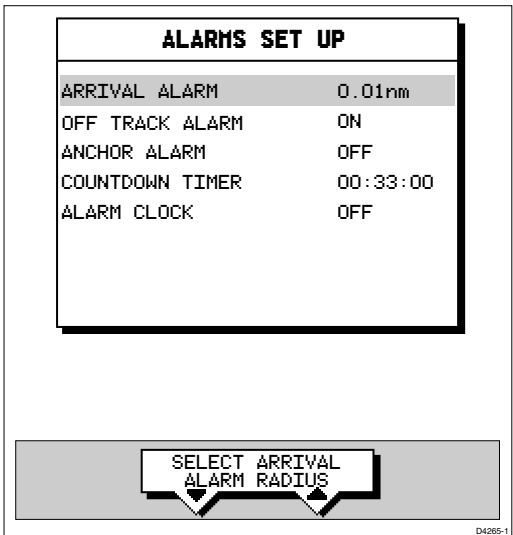 ALARMS SET UP
ARRIVAL ALARM 0.01nm
OFF TRACK ALARM ON
ANCHOR ALARM OFF
COUNTDOWN TIMER 00:33:00
ALARM CLOCK OFF
SELECT ARRIVAL
ALARM RADIUS
D4265-1